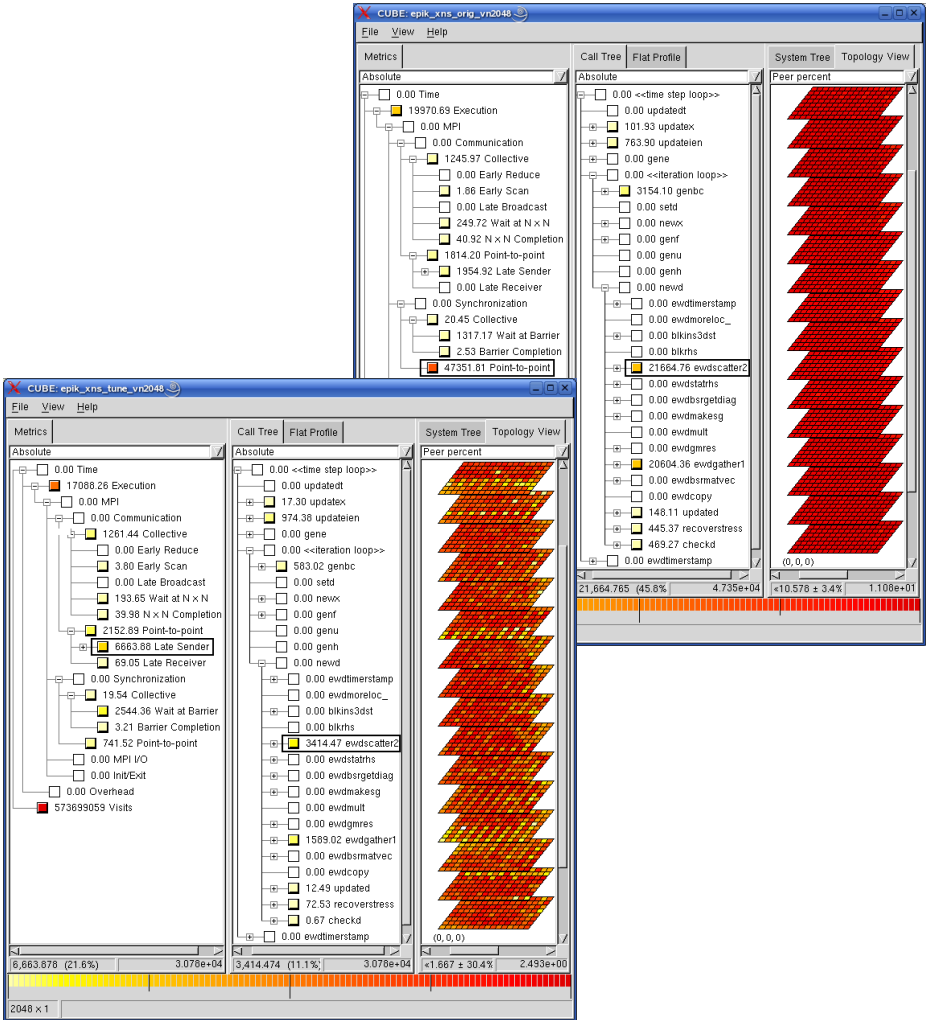 CUBE: epik_xns_orig_vn2048
File View Help
Metrics
Call Tree Flat Profile
System Tree Topology View
Absolute
Absolute
Peer percent
0.00 Time
19970.69 Execution
0.00 MPI
0.00 Communication
1245.97 Collective
0.00 Early Reduce
1.86 Early Scan
0.00 Late Broadcast
249.72 Wait at N x N
40.92 N x N Completion
1814.20 Point-to-point
1954.92 Late Sender
0.00 Late Receiver
0.00 Synchronization
20.45 Collective
1317.17 Wait at Barrier
2.53 Barrier Completion
47351.81 Point-to-point
0.00 <<time step loop>>
0.00 updatedt
101.93 updatex
763.90 updateien
0.00 gene
0.00 <<iteration loop>>
3154.10 genbc
0.00 setd
0.00 newx
0.00 genf
0.00 genu
0.00 genh
0.00 newd
0.00 ewdtimerstamp
0.00 ewdmoreloc_
0.00 blkins3dst
0.00 blkrhs
21664.76 ewdscatter2
0.00 ewdstatrhs
0.00 ewdbsrgetdiag
0.00 ewdmakesg
0.00 ewdmult
0.00 ewdgmres
20604.36 ewdgather1
0.00 ewdbsrmatvec
0.00 ewdcopy
148.11 updated
445.37 recoverstress
469.27 checkd
0.00 ewdtimerstamp
(0, 0, 0)
21,664.765 (45.8% 4.735e+04
<10.578 ± 3.4% 1.108e+01
CUBE: epik_xns_tune_vn2048
File View Help
Metrics
Call Tree Flat Profile
System Tree Topology View
Absolute
Absolute
Peer percent
0.00 Time
17088.26 Execution
0.00 MPI
0.00 Communication
1261.44 Collective
0.00 Early Reduce
3.80 Early Scan
0.00 Late Broadcast
193.65 Wait at N x N
39.98 N x N Completion
2152.89 Point-to-point
6663.88 Late Sender
69.05 Late Receiver
0.00 Synchronization
19.54 Collective
2544.36 Wait at Barrier
3.21 Barrier Completion
741.52 Point-to-point
0.00 MPI I/O
0.00 Init/Exit
0.00 Overhead
573699059 Visits
0.00 <<time step loop>>
0.00 updatedt
17.30 updatex
974.38 updateien
0.00 gene
0.00 <<iteration loop>>
583.02 genbc
0.00 setd
0.00 newx
0.00 genf
0.00 genu
0.00 genh
0.00 newd
0.00 ewdtimerstamp
0.00 ewdmoreloc_
0.00 blkins3dst
0.00 blkrhs
3414.47 ewdscatter2
0.00 ewdstatrhs
0.00 ewdbsrgetdiag
0.00 ewdmakesg
0.00 ewdmult
0.00 ewdgmres
1589.02 ewdgather1
0.00 ewdbsrmatvec
0.00 ewdcopy
12.49 updated
72.53 recoverstress
0.67 checkd
0.00 ewdtimerstamp
(0, 0, 0)
6,663.878 (21.6%) 3.078e+04
3,414.474 (11.1%) 3.078e+04
<1.667 ± 30.4% 2.493e+00
2048 x 1